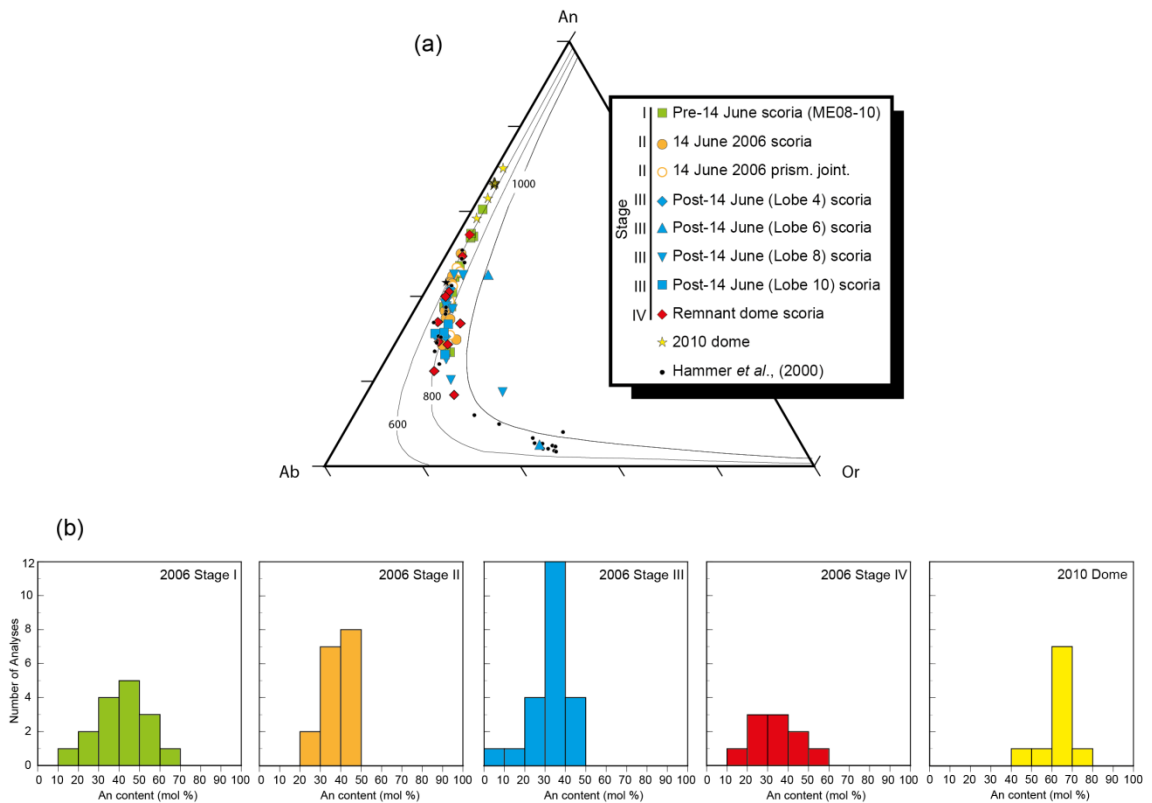 (a)
An
I Pre-14 June scoria (ME08-10)
II 14 June 2006 scoria
II 14 June 2006 prism. joint.
III Post-14 June (Lobe 4) scoria
III Post-14 June (Lobe 6) scoria
III Post-14 June (Lobe 8) scoria
III Post-14 June (Lobe 10) scoria
IV Remnant dome scoria
2010 dome
Hammer et al., (2000)
Stage
1000
800
600
Ab
Or
(b)
2006 Stage I
2006 Stage II
2006 Stage III
2006 Stage IV
2010 Dome
Number of Analyses
12
10
8
6
4
2
0
0 10 20 30 40 50 60 70 80 90 100
0 10 20 30 40 50 60 70 80 90 100
0 10 20 30 40 50 60 70 80 90 100
0 10 20 30 40 50 60 70 80 90 100
0 10 20 30 40 50 60 70 80 90 100
An content (mol %)
An content (mol %)
An content (mol %)
An content (mol %)
An content (mol %)